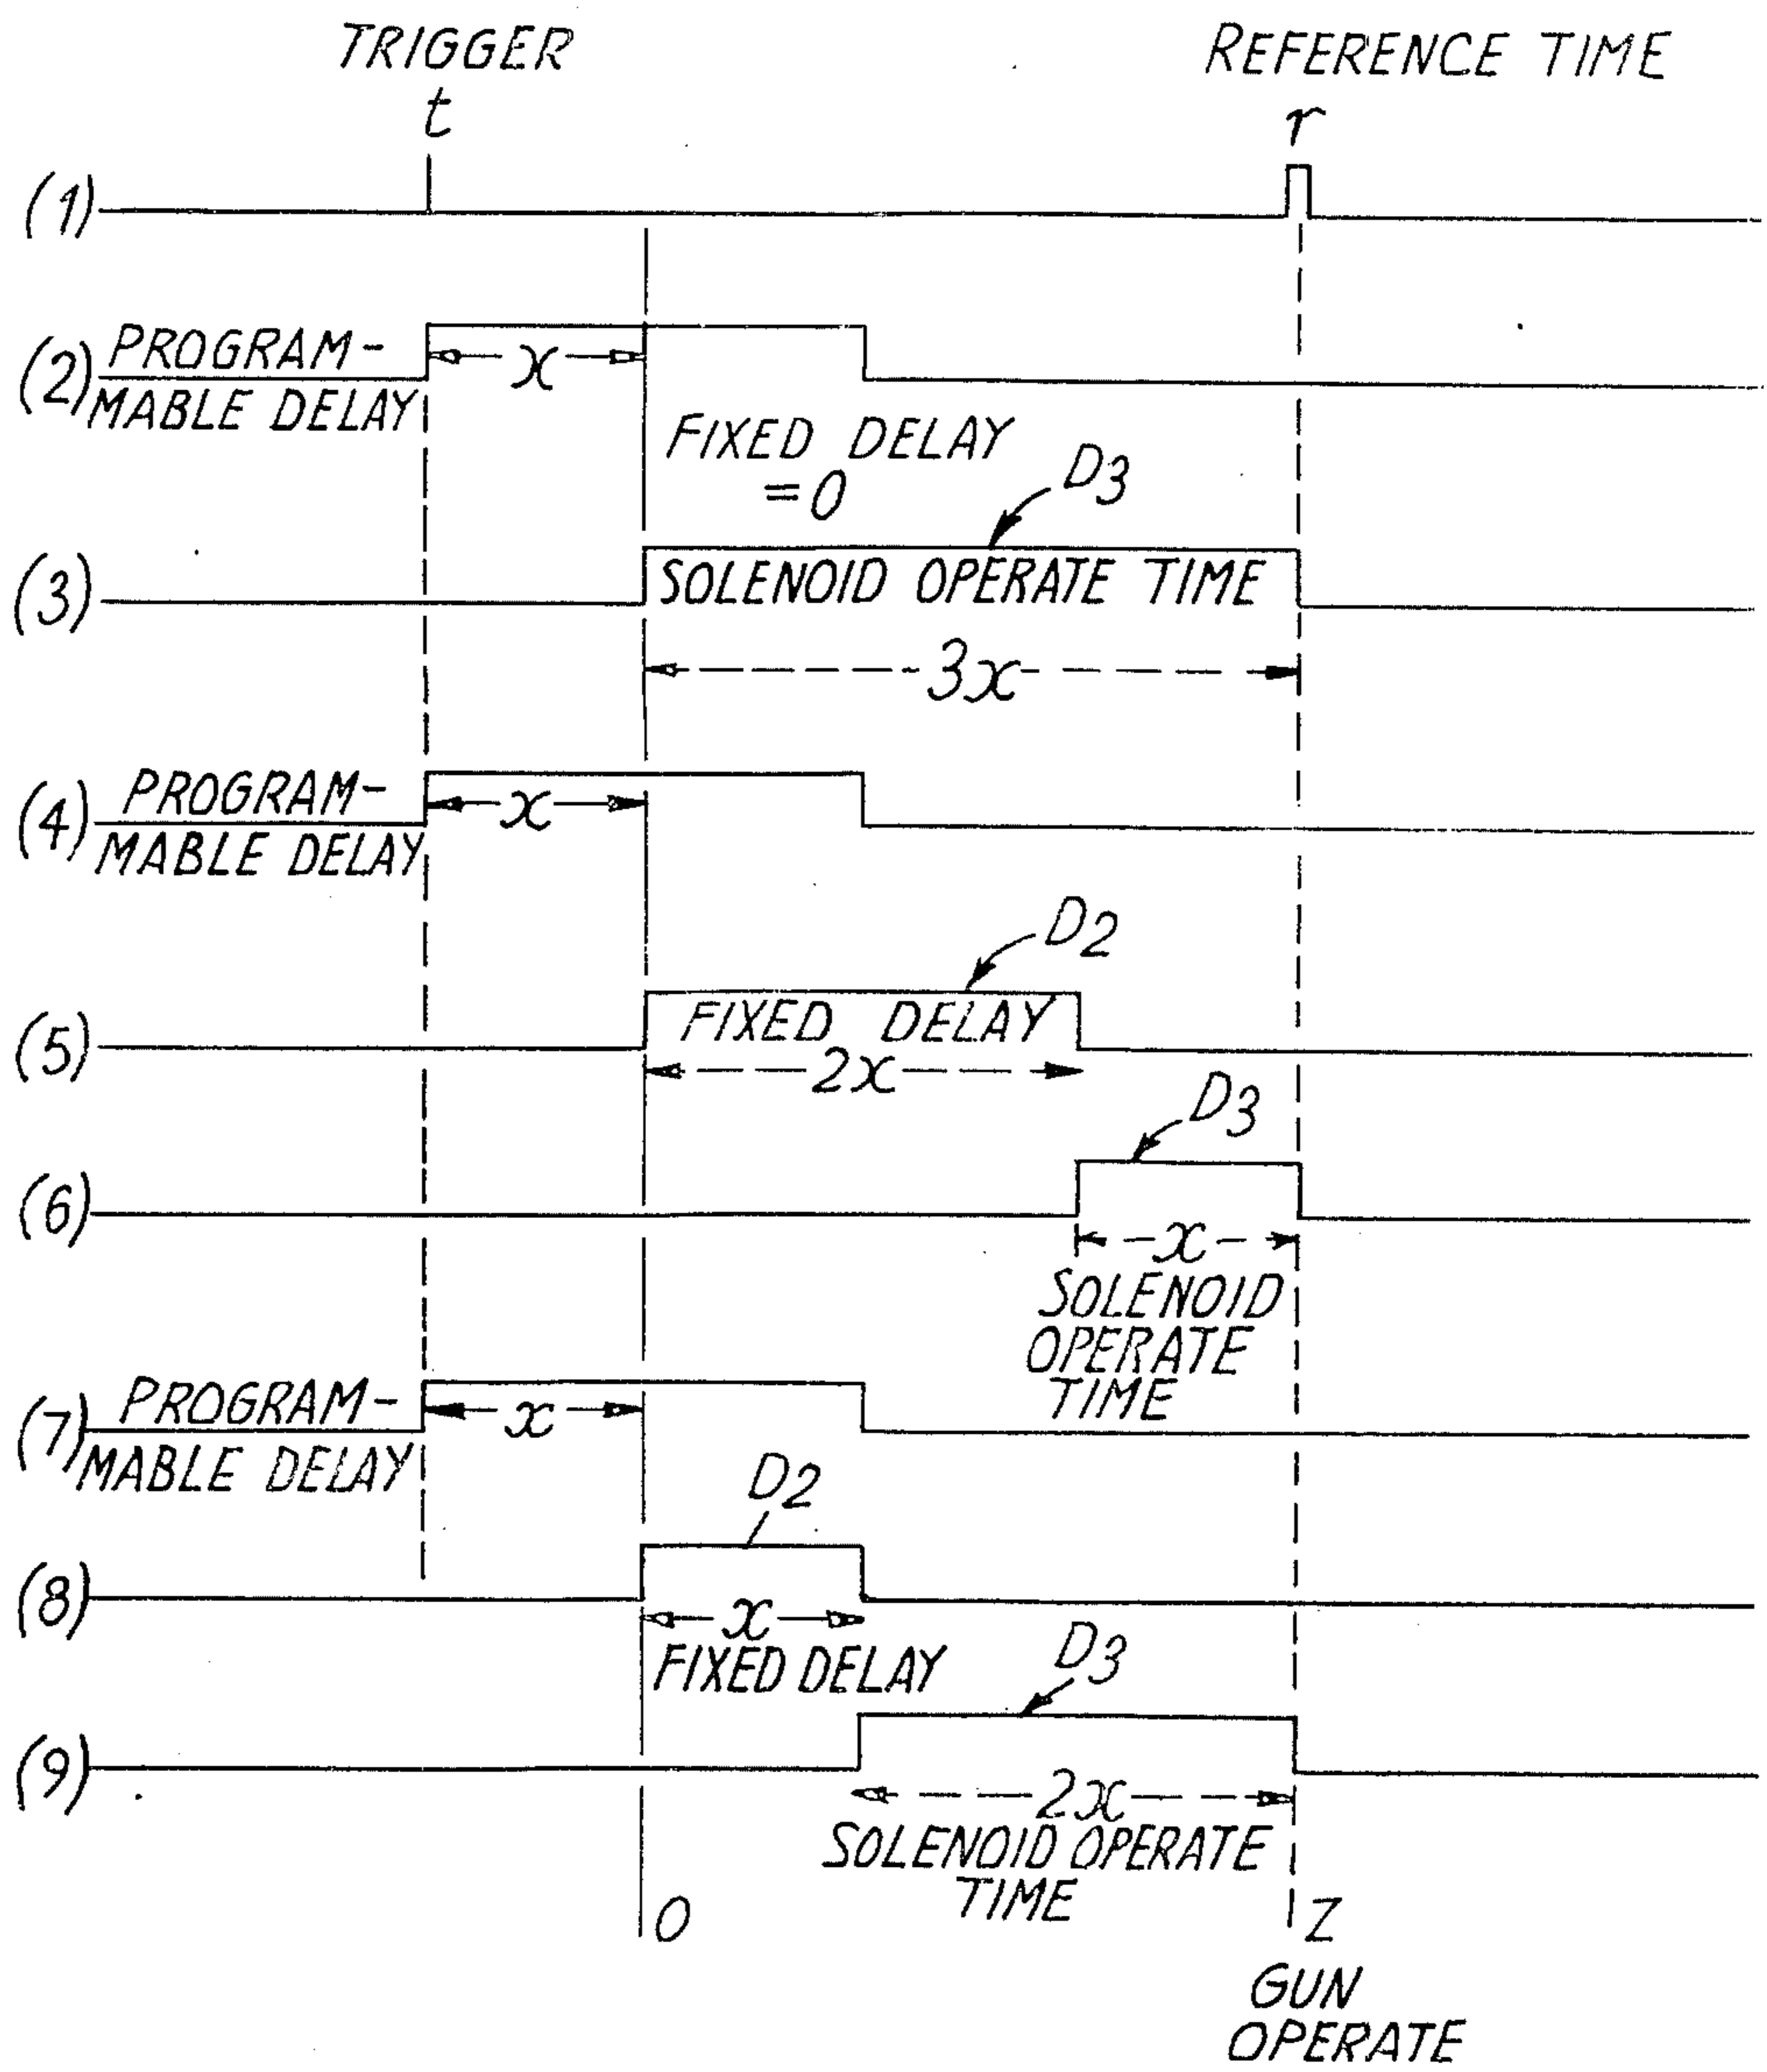 TRIGGER
t
REFERENCE TIME
r
(1)
(2) PROGRAM-
MABLE DELAY
x
FIXED DELAY
=0
D3
(3)
SOLENOID OPERATE TIME
3x
(4) PROGRAM-
MABLE DELAY
x
D2
(5)
FIXED DELAY
2x
D3
(6)
x
SOLENOID
OPERATE
TIME
(7) PROGRAM-
MABLE DELAY
x
D2
(8)
x
FIXED DELAY
D3
(9)
2x
SOLENOID OPERATE
TIME
O
Z
GUN
OPERATE